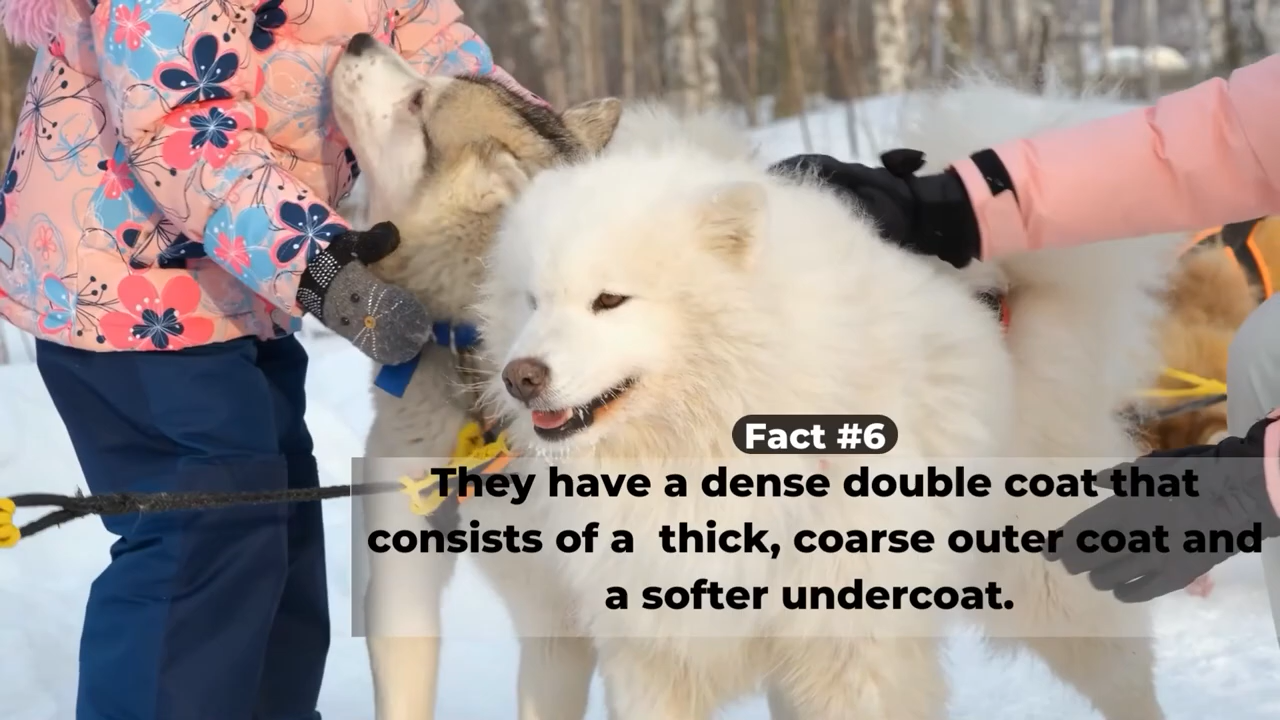 Fact #6
They have a dense double coat that
consists of a  thick, coarse outer coat and
a softer undercoat.